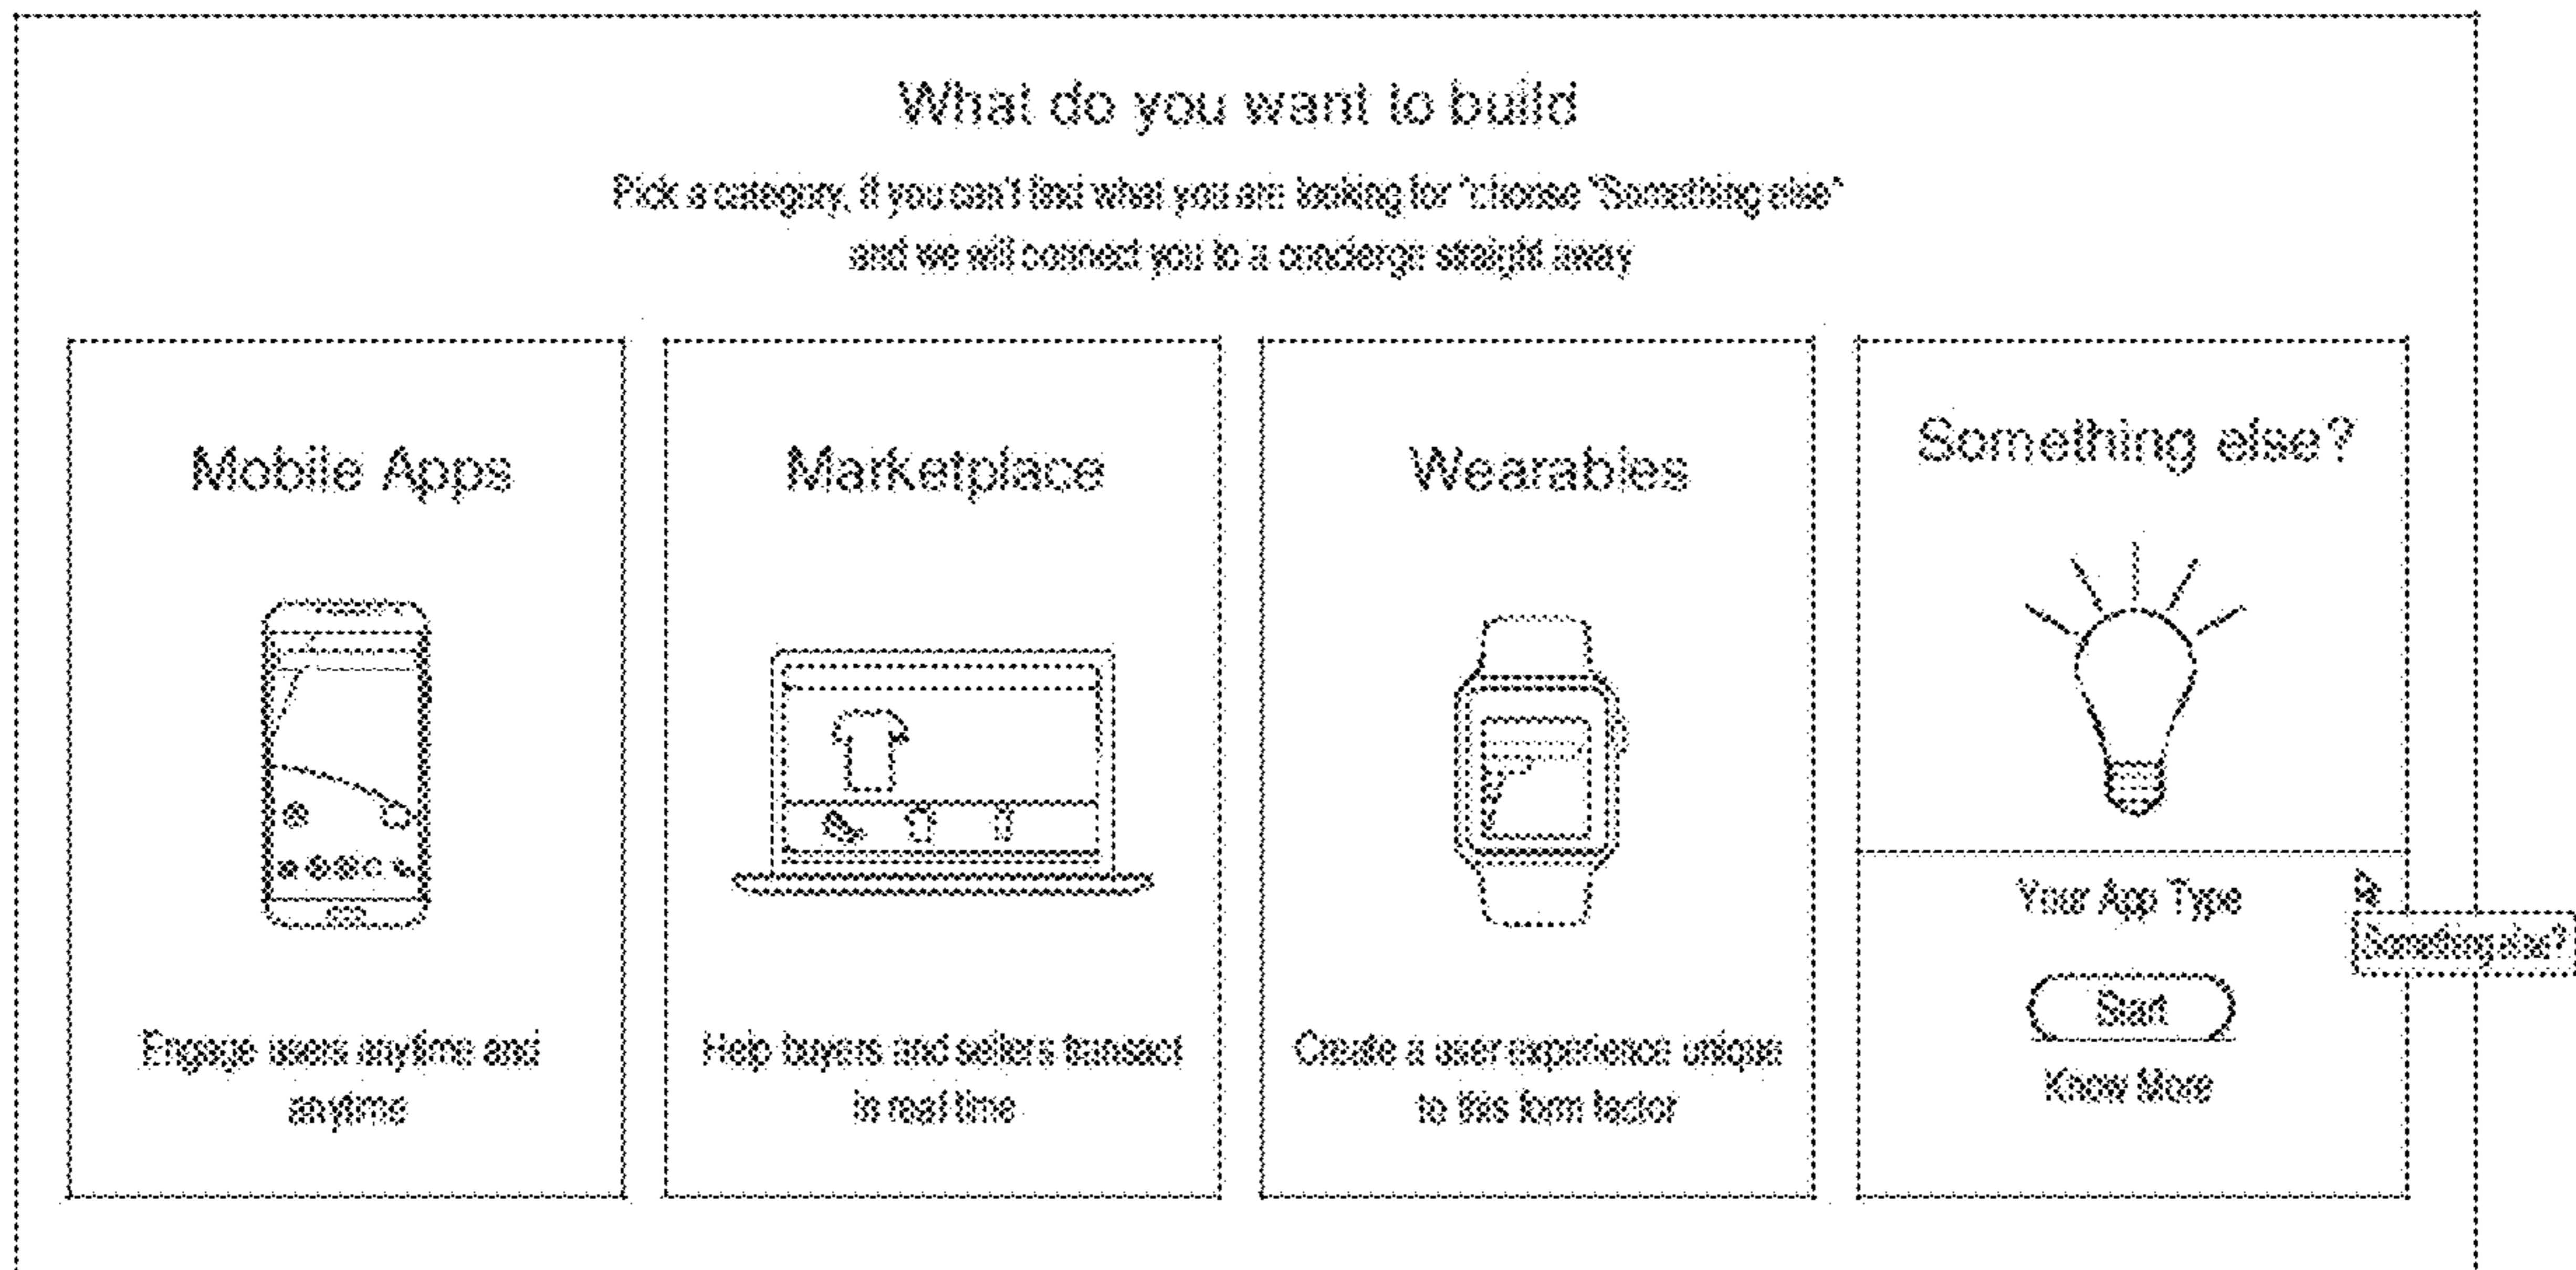 What do you want to build
Pick a category, if you can't find what you are looking for "choose "Something else"
and we will connect you to a concierge straight away
Mobile Apps
Marketplace
Wearables
Something else?
Engage users anytime and
anytime
Help buyers and sellers transact
in real time
Create a user experience unique
to this form factor
Your App Type
Something else?
Start
Know More